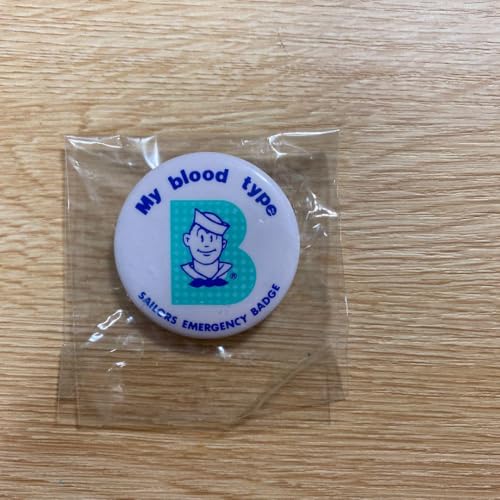 My blood type
B
®
SAILORS EMERGENCY BADGE